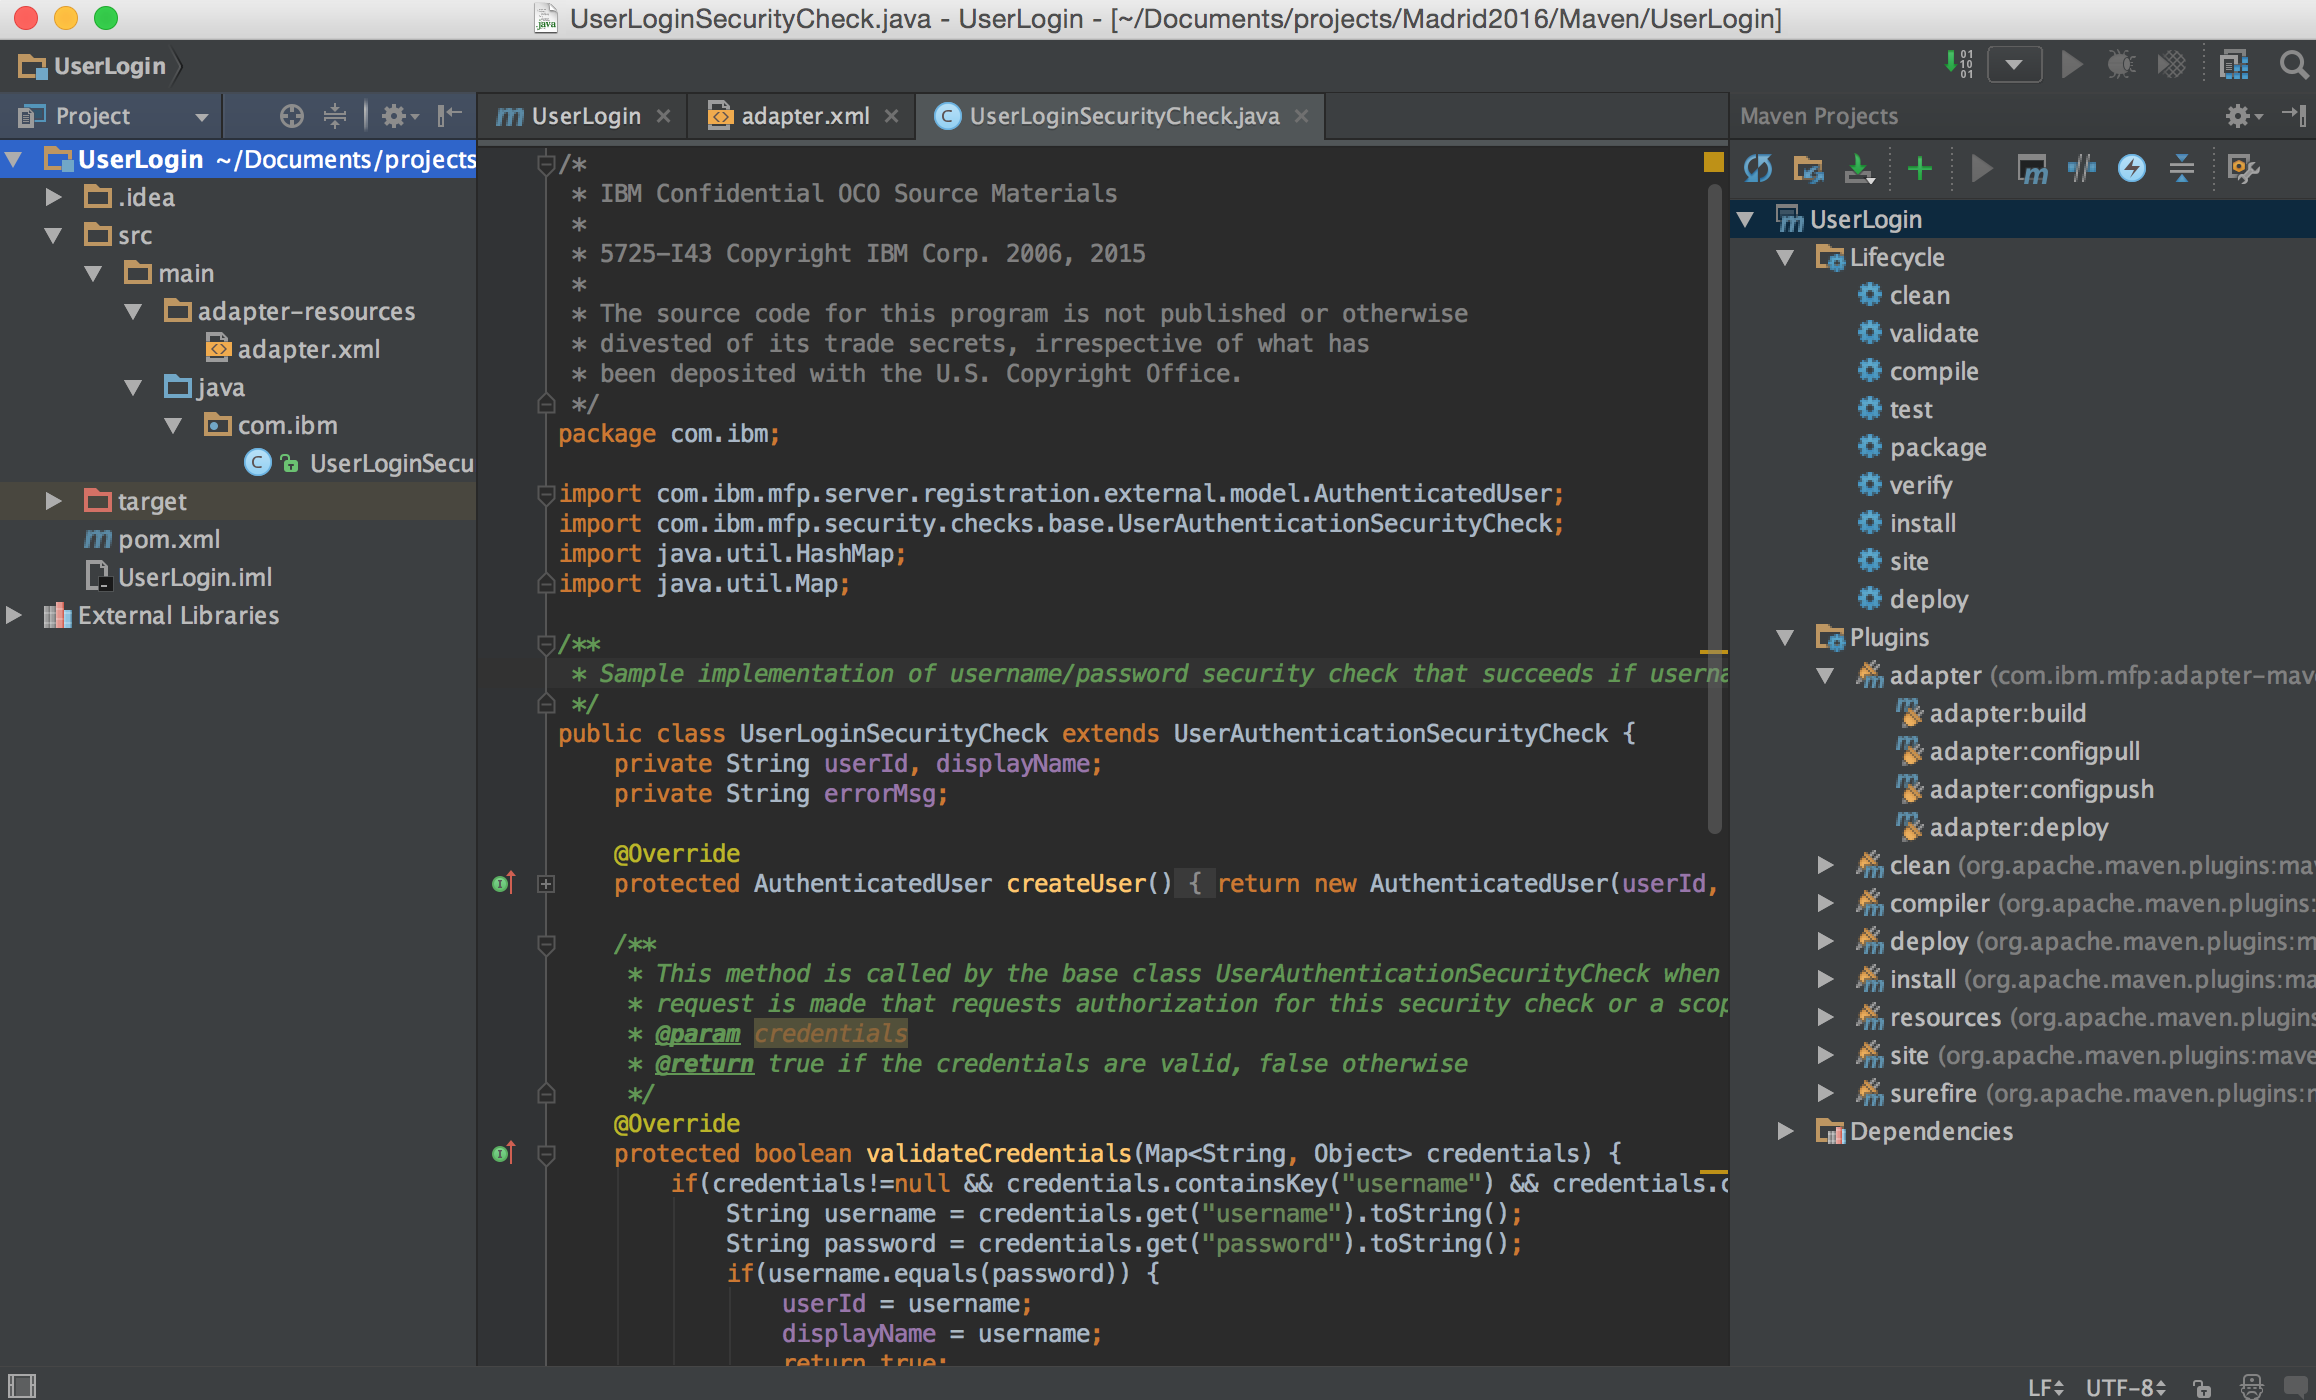 UserLoginSecurityCheck.java - UserLogin - [~/Documents/projects/Madrid2016/Maven/UserLogin]
UserLogin
Project
UserLogin ~/Documents/projects
.idea
src
main
adapter-resources
adapter.xml
java
com.ibm
UserLoginSecu
target
pom.xml
UserLogin.iml
External Libraries
UserLogin
adapter.xml
UserLoginSecurityCheck.java
/*
* IBM Confidential OCO Source Materials
*
* 5725-I43 Copyright IBM Corp. 2006, 2015
*
* The source code for this program is not published or otherwise
* divested of its trade secrets, irrespective of what has
* been deposited with the U.S. Copyright Office.
*/
package com.ibm;
import com.ibm.mfp.server.registration.external.model.AuthenticatedUser;
import com.ibm.mfp.security.checks.base.UserAuthenticationSecurityCheck;
import java.util.HashMap;
import java.util.Map;
/**
* Sample implementation of username/password security check that succeeds if userna
*/
public class UserLoginSecurityCheck extends UserAuthenticationSecurityCheck {
private String userId, displayName;
private String errorMsg;
@Override
protected AuthenticatedUser createUser() { return new AuthenticatedUser(userId,
/**
* This method is called by the base class UserAuthenticationSecurityCheck when
* request is made that requests authorization for this security check or a scop
* @param credentials
* @return true if the credentials are valid, false otherwise
*/
@Override
protected boolean validateCredentials(Map<String, Object> credentials) {
if(credentials!=null && credentials.containsKey("username") && credentials.c
String username = credentials.get("username").toString();
String password = credentials.get("password").toString();
if(username.equals(password)) {
userId = username;
displayName = username;
return true;
Maven Projects
UserLogin
Lifecycle
clean
validate
compile
test
package
verify
install
site
deploy
Plugins
adapter (com.ibm.mfp:adapter-mav
adapter:build
adapter:configpull
adapter:configpush
adapter:deploy
clean (org.apache.maven.plugins:ma
compiler (org.apache.maven.plugins:
deploy (org.apache.maven.plugins:m
install (org.apache.maven.plugins:ma
resources (org.apache.maven.plugins
site (org.apache.maven.plugins:mave
surefire (org.apache.maven.plugins:r
Dependencies
LF UTF-8